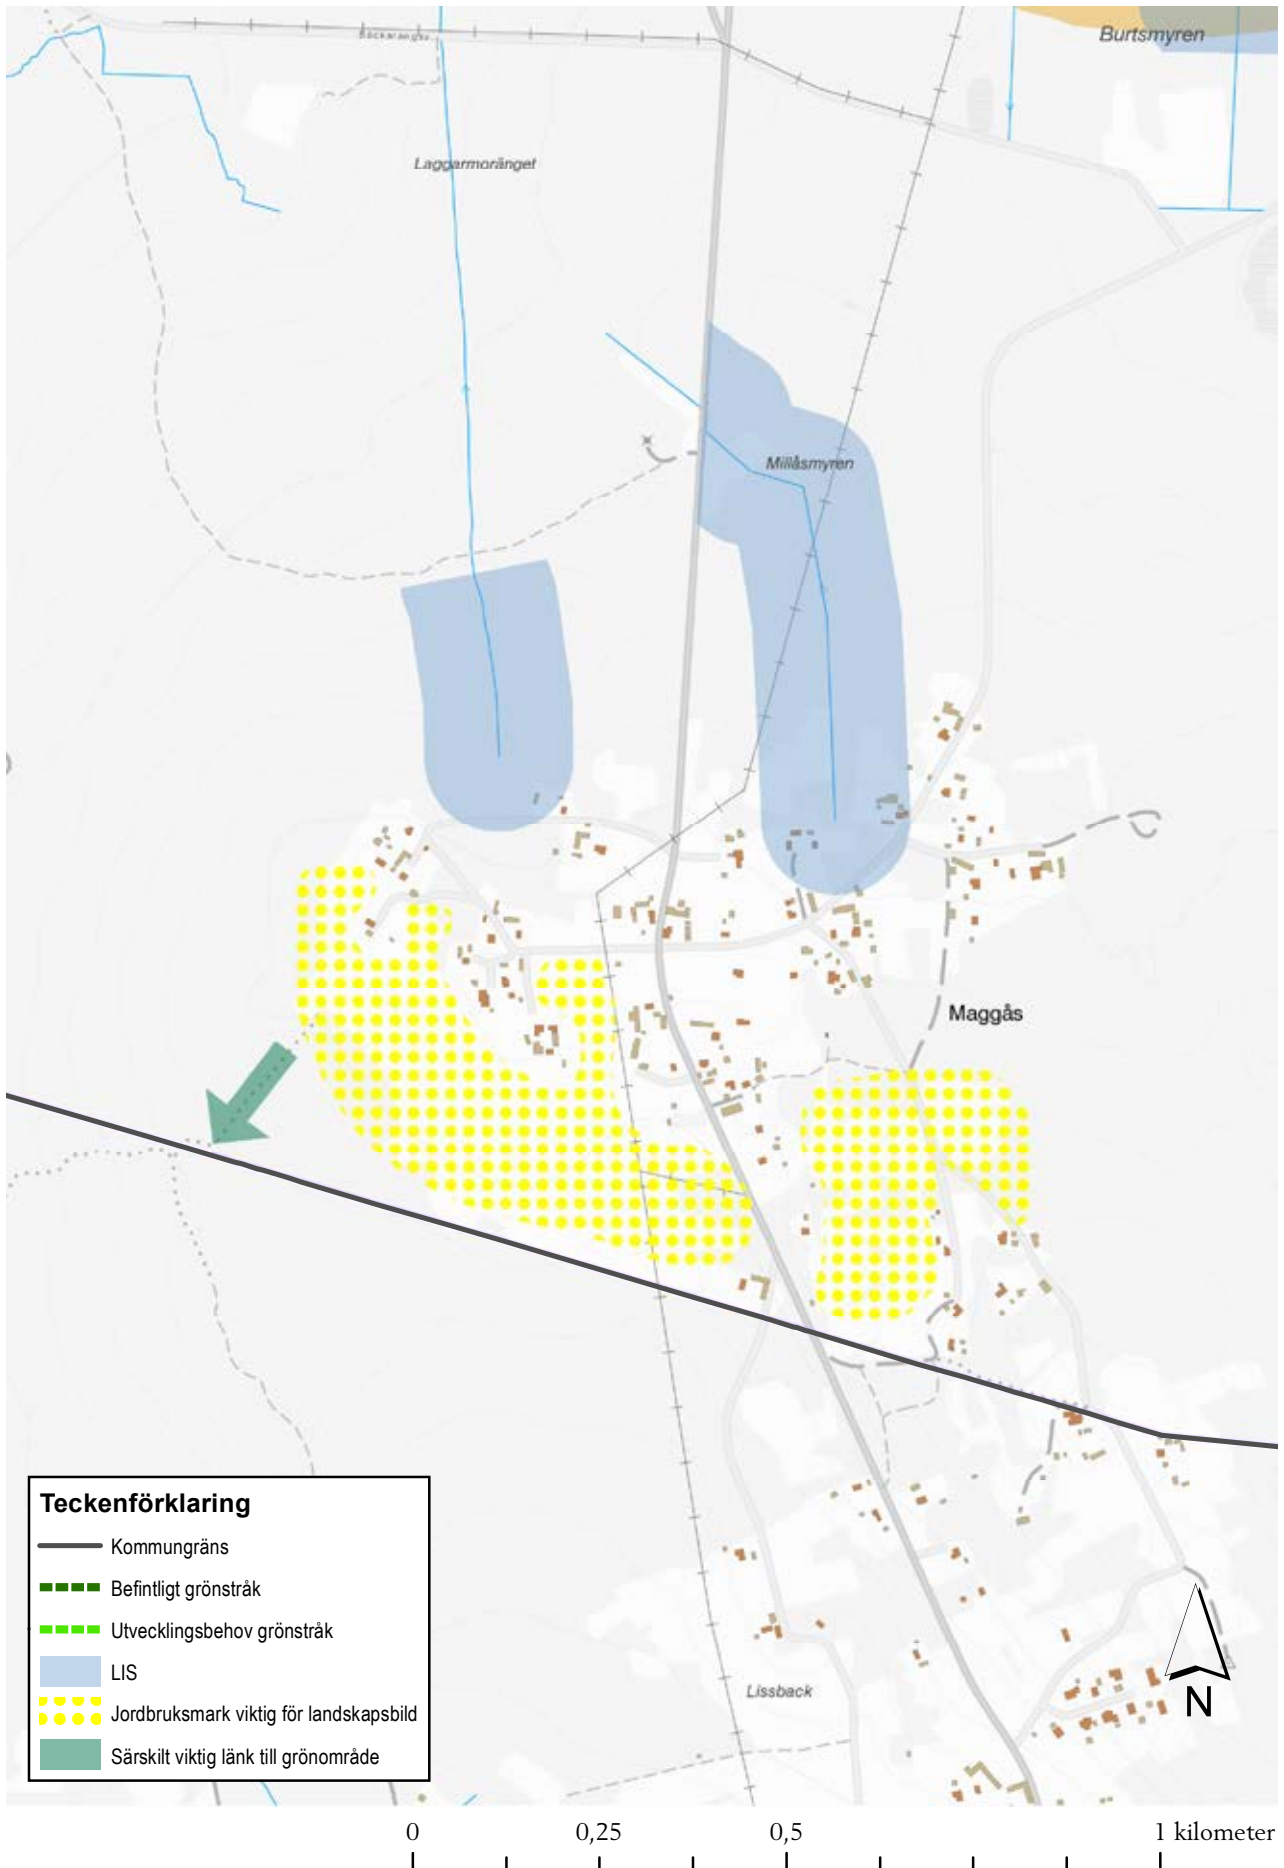 Burtsmyren
Laggarmoränget
Millåsmyren
Maggås
Teckenförklaring
Kommungräns
Befintligt grönstråk
Utvecklingsbehov grönstråk
LIS
Jordbruksmark viktig för landskapsbild
Särskilt viktig länk till grönområde
Lissback
N
0 0,25 0,5 1 kilometer